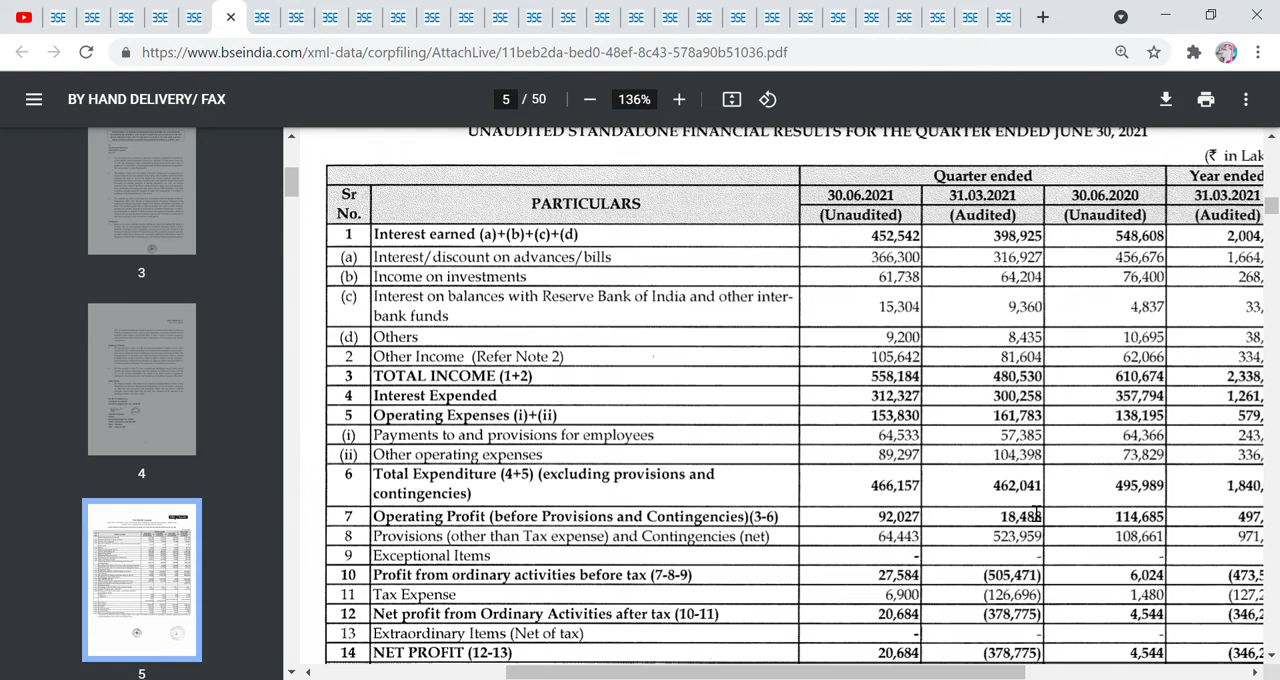 https://www.bseindia.com/xml-data/corpfiling/AttachLive/11beb2da-bed0-48ef-8c43-578a90b51036.pdf
BY HAND DELIVERY/ FAX
5 / 50
136%
3
4
5
UNAUDITED STANDALONE FINANCIAL RESULTS FOR THE QUARTER ENDED JUNE 30, 2021
(₹ in Lak
Sr No. PARTICULARS Quarter ended Year ended
30.06.2021 31.03.2021 30.06.2020 31.03.2021
(Unaudited) (Audited) (Unaudited) (Audited)
1 Interest earned (a)+(b)+(c)+(d) 452,542 398,925 548,608 2,004,
(a) Interest/discount on advances/bills 366,300 316,927 456,676 1,664,
(b) Income on investments 61,738 64,204 76,400 268,
(c) Interest on balances with Reserve Bank of India and other inter-
bank funds 15,304 9,360 4,837 33,
(d) Others 9,200 8,435 10,695 38,
2 Other Income (Refer Note 2) 105,642 81,604 62,066 334,
3 TOTAL INCOME (1+2) 558,184 480,530 610,674 2,338,
4 Interest Expended 312,327 300,258 357,794 1,261,
5 Operating Expenses (i)+(ii) 153,830 161,783 138,195 579,
(i) Payments to and provisions for employees 64,533 57,385 64,366 243,
(ii) Other operating expenses 89,297 104,398 73,829 336,
6 Total Expenditure (4+5) (excluding provisions and
contingencies) 466,157 462,041 495,989 1,840,
7 Operating Profit (before Provisions and Contingencies)(3-6) 92,027 18,488 114,685 497,
8 Provisions (other than Tax expense) and Contingencies (net) 64,443 523,959 108,661 971,
9 Exceptional Items - - -
Profit from ordinary activities before tax (7-8-9) 27,584 (505,471) 6,024 (473,5
11 Tax Expense 6,900 (126,696) 1,480 (127,2
12 Net profit from Ordinary Activities after tax (10-11) 20,684 (378,775) 4,544 (346,2
13 Extraordinary Items (Net of tax) - - -
14 NET PROFIT (12-13) 20,684 (378,775) 4,544 (346,2